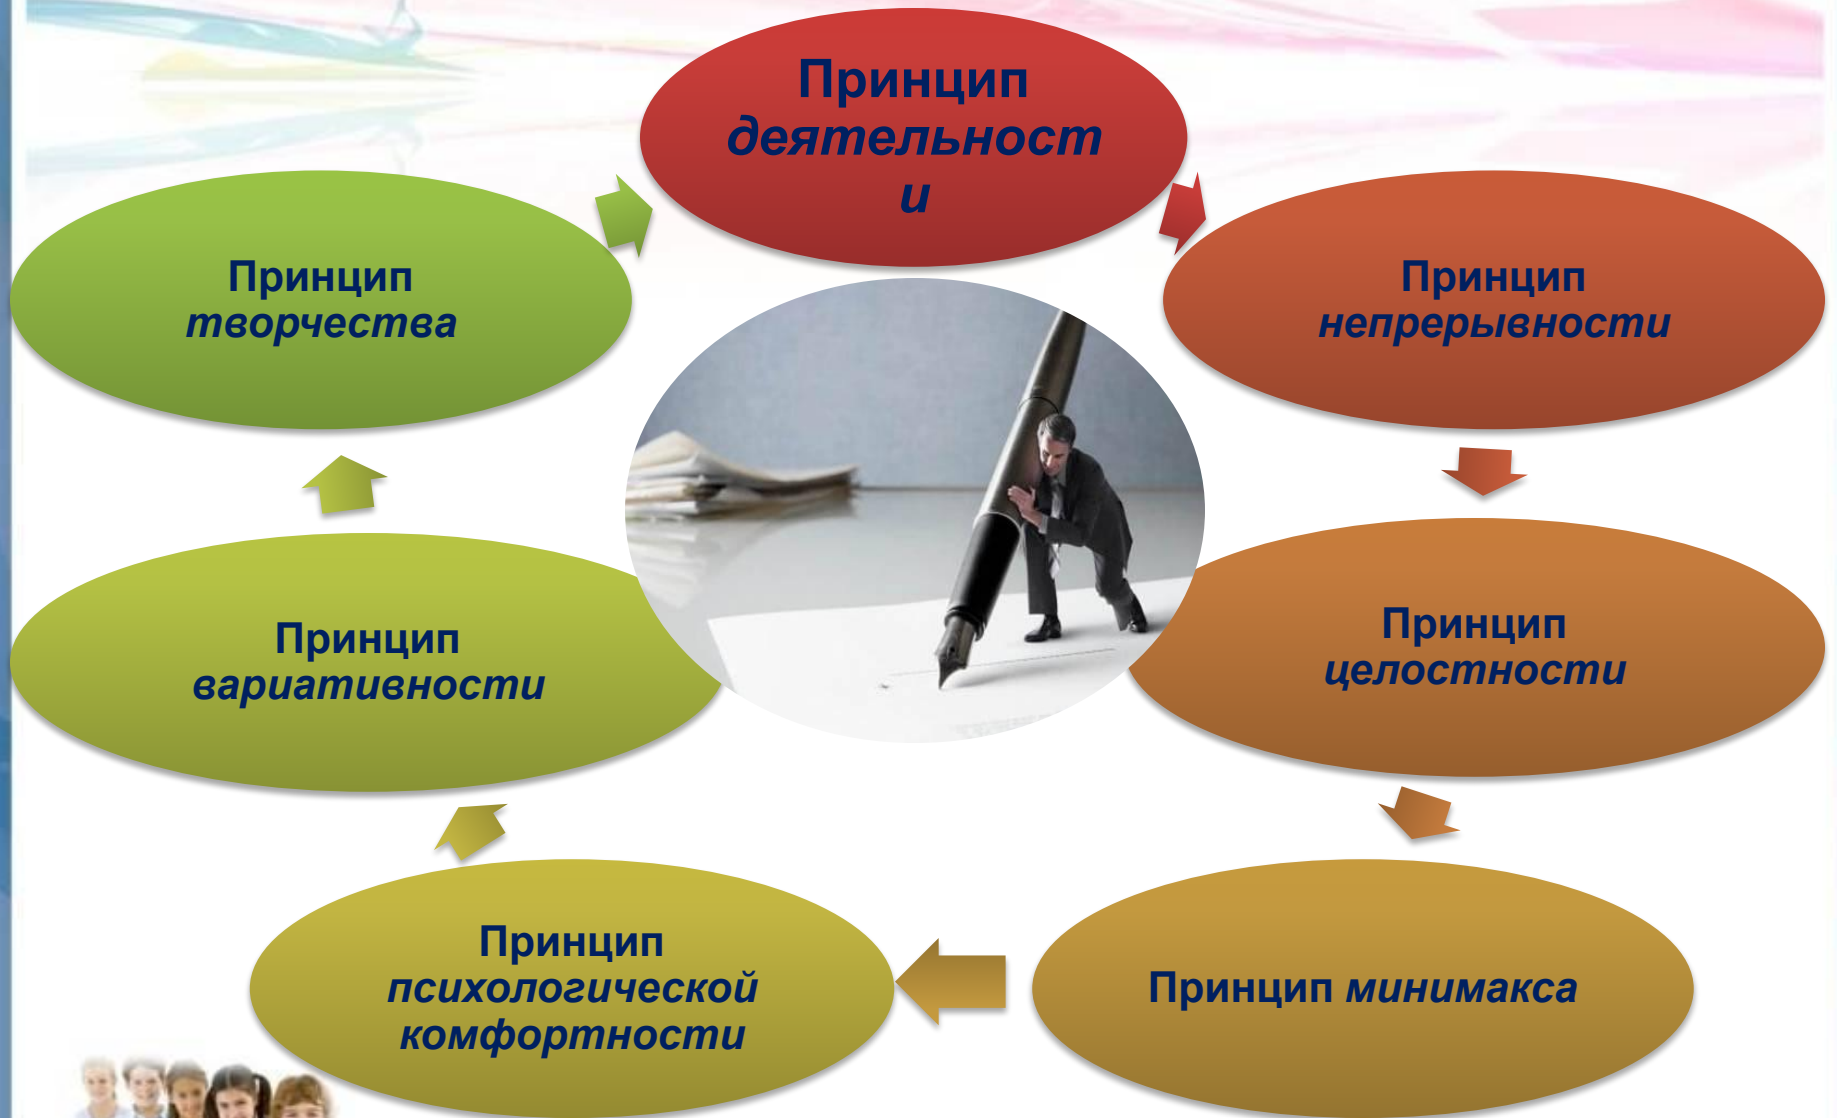 Принцип
деятельност
и
Принцип
непрерывности
Принцип
целостности
Принцип минимакса
Принцип
психологической
комфортности
Принцип
вариативности
Принцип
творчества